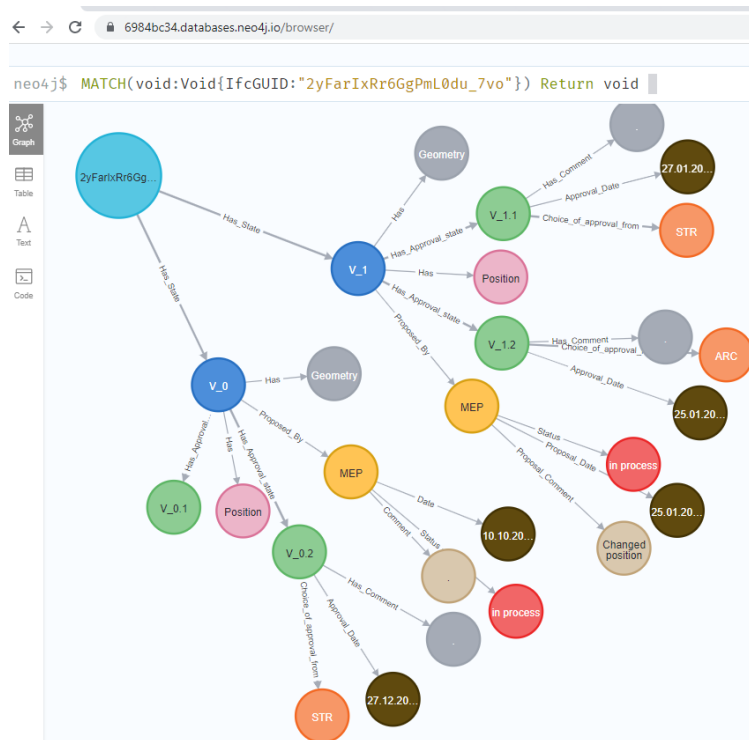 6984bc34.databases.neo4j.io/browser/
neo4j$ MATCH(void:Void{IfcGUID:"2yFarIxRr6GgPmL0du_7vo"}) Return void
Graph
Table
Text
Code
2yFarIxRr6Gg...
Has_State
Has_State
V_1
Has
Geometry
Has_Approval_state
V_1.1
Has_Comment
.
Approval_Date
27.01.20...
Choice_of_approval_from
STR
Has
Position
Has_Approval_state
V_1.2
Has_Comment
.
Choice_of_approval
ARC
Approval_Date
25.01.20...
Proposed_By
MEP
Status
in process
Proposal_Date
25.01.20...
Proposal_Comment
Changed
position
V_0
Has
Geometry
Has_Approval...
V_0.1
Has
Position
Has_Approval_state
V_0.2
Has_Comment
.
Approval_Date
27.12.20...
Choice_of_approval_from
STR
Proposed_By
MEP
Date
10.10.20...
Status
in process
Comment
.